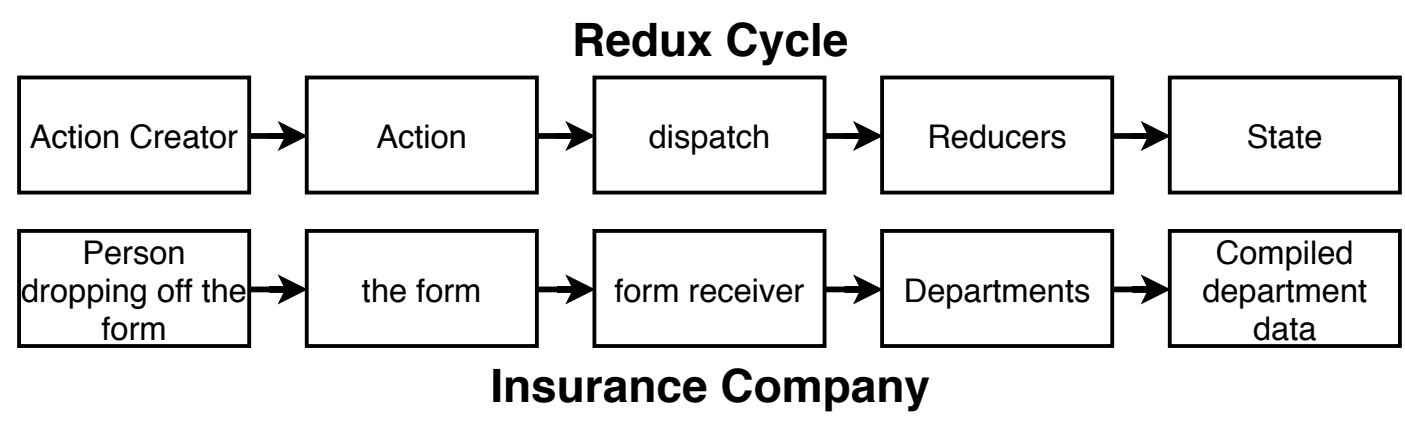 Redux Cycle
Action Creator
Action
dispatch
Reducers
State
Person
dropping off the
form
the form
form receiver
Departments
Compiled
department
data
Insurance Company